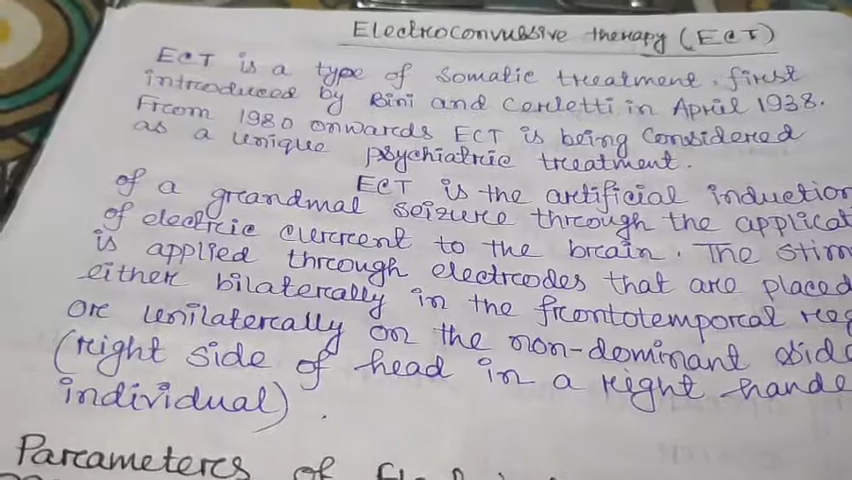 Electroconvulsive therapy (ECT)
ECT is a type of Somatic treatment, first
introduced by Bini and Cerletti in April 1938.
From 1980 onwards ECT is being Considered
as a unique psychiatric treatment.
ECT is the artificial induction
of a grandmal seizure through the applicat
of electric current to the brain. The stim
is applied through electrodes that are placed
either bilaterally in the frontotemporal reg
or unilaterally on the non-dominant side
(right side of head in a right hande
individual).
Parameters of